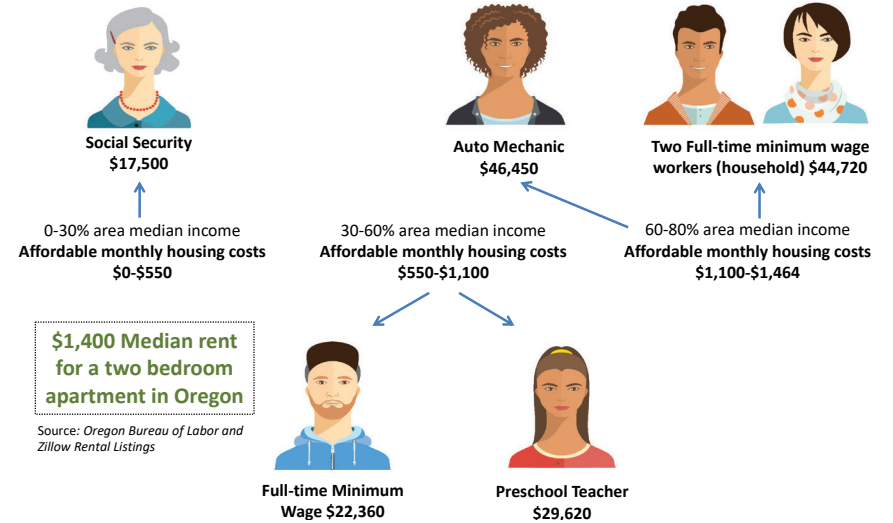 Social Security
$17,500
Auto Mechanic
$46,450
Two Full-time minimum wage
workers (household) $44,720
0-30% area median income
Affordable monthly housing costs
$0-$550
30-60% area median income
Affordable monthly housing costs
$550-$1,100
60-80% area median income
Affordable monthly housing costs
$1,100-$1,464
$1,400 Median rent
for a two bedroom
apartment in Oregon
Source: Oregon Bureau of Labor and
Zillow Rental Listings
Full-time Minimum
Wage $22,360
Preschool Teacher
$29,620